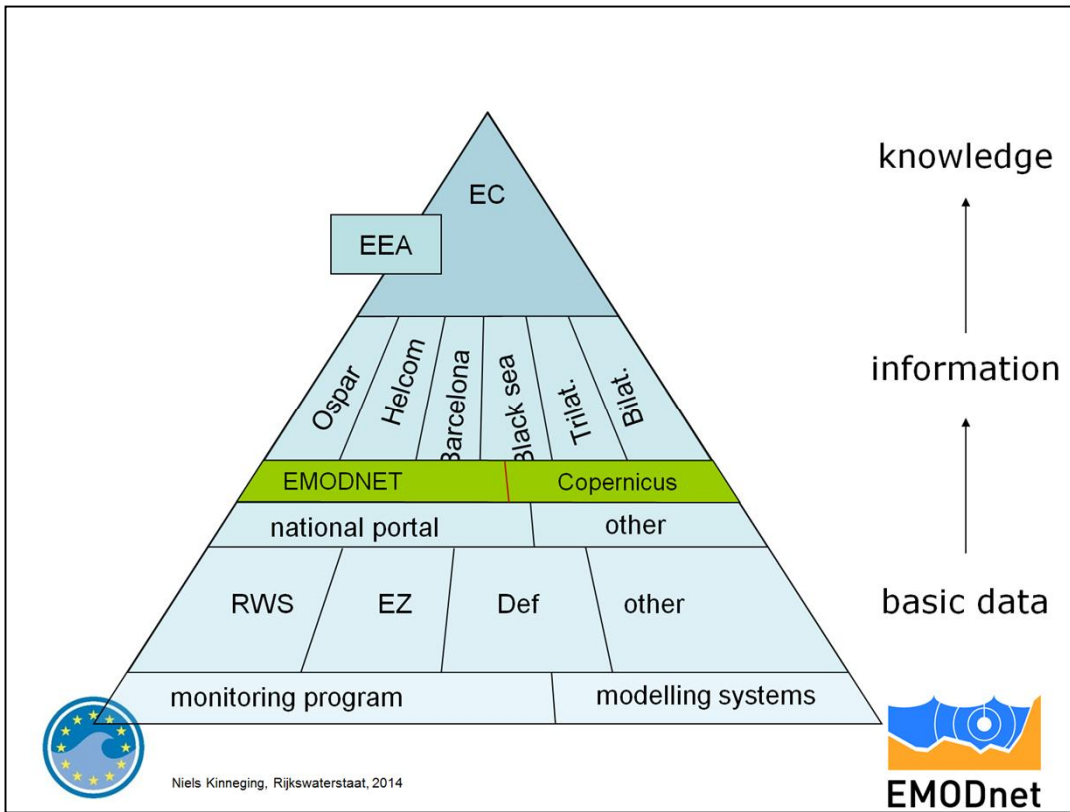 EC
knowledge
EEA
Ospar
Helcom
Barcelona
Black sea
Trilat.
Bilat.
information
EMODNET
Copernicus
national portal
other
RWS
EZ
Def
other
basic data
monitoring program
modelling systems
Niels Kinneging, Rijkswaterstaat, 2014
EMODnet